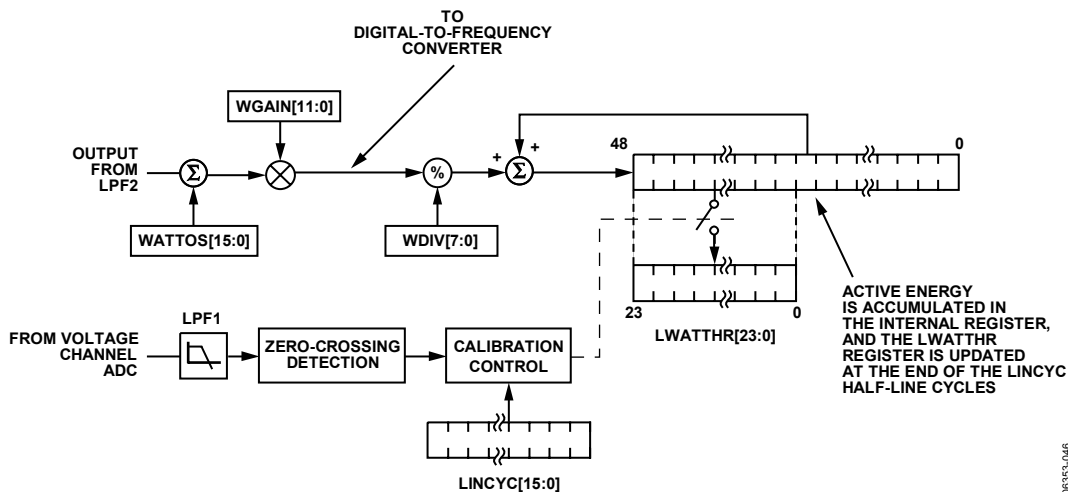 TO
DIGITAL-TO-FREQUENCY
CONVERTER
WGAIN[11:0]
OUTPUT
FROM
LPF2
Σ
%
+
+
Σ
48
0
WATTOS[15:0]
WDIV[7:0]
23
0
LWATTHR[23:0]
ACTIVE ENERGY
IS ACCUMULATED IN
THE INTERNAL REGISTER,
AND THE LWATTHR
REGISTER IS UPDATED
AT THE END OF THE LINCYC
HALF-LINE CYCLES
FROM VOLTAGE
CHANNEL
ADC
LPF1
ZERO-CROSSING
DETECTION
CALIBRATION
CONTROL
LINCYC[15:0]
06353-046